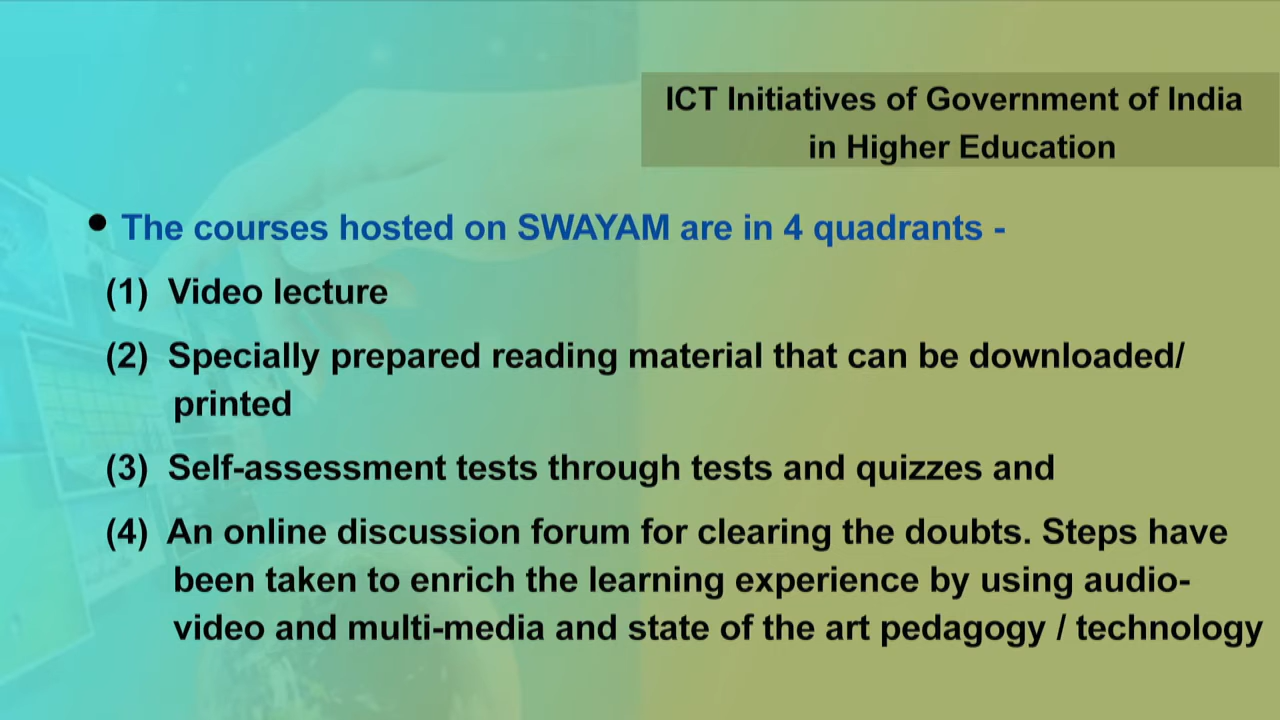 ICT Initiatives of Government of India
in Higher Education
• The courses hosted on SWAYAM are in 4 quadrants -
(1) Video lecture
(2) Specially prepared reading material that can be downloaded/
printed
(3) Self-assessment tests through tests and quizzes and
(4) An online discussion forum for clearing the doubts. Steps have
been taken to enrich the learning experience by using audio-
video and multi-media and state of the art pedagogy / technology